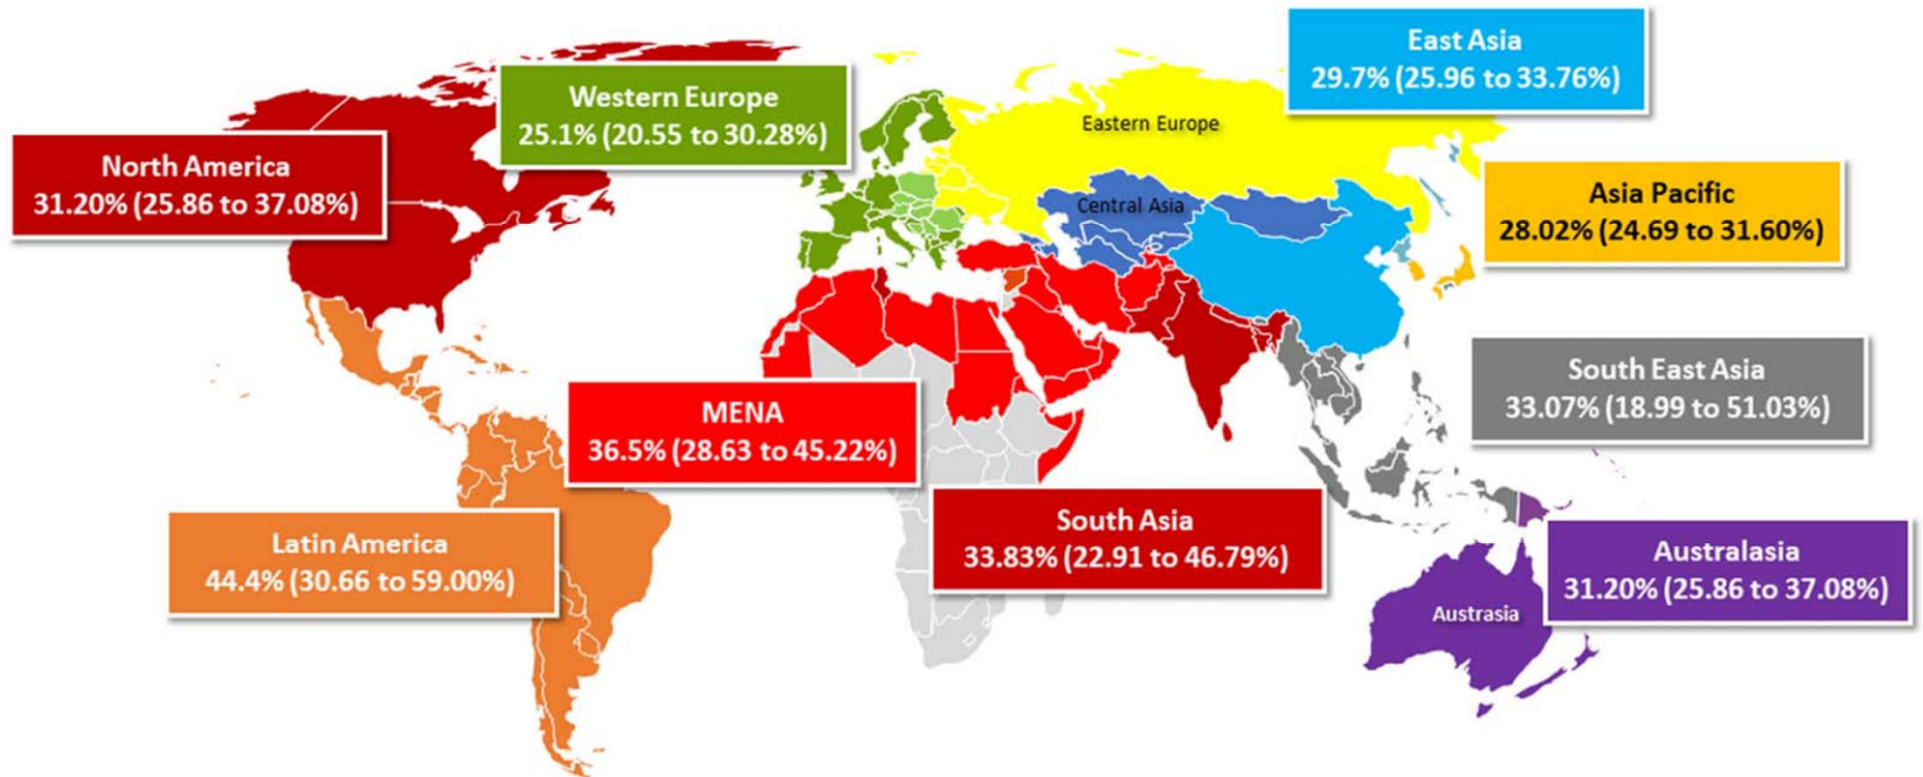 East Asia
29.7% (25.96 to 33.76%)
Western Europe
25.1% (20.55 to 30.28%)
Eastern Europe
North America
31.20% (25.86 to 37.08%)
Asia Pacific
28.02% (24.69 to 31.60%)
Central Asia
South East Asia
33.07% (18.99 to 51.03%)
MENA
36.5% (28.63 to 45.22%)
South Asia
33.83% (22.91 to 46.79%)
Latin America
44.4% (30.66 to 59.00%)
Australasia
31.20% (25.86 to 37.08%)
Austrasia